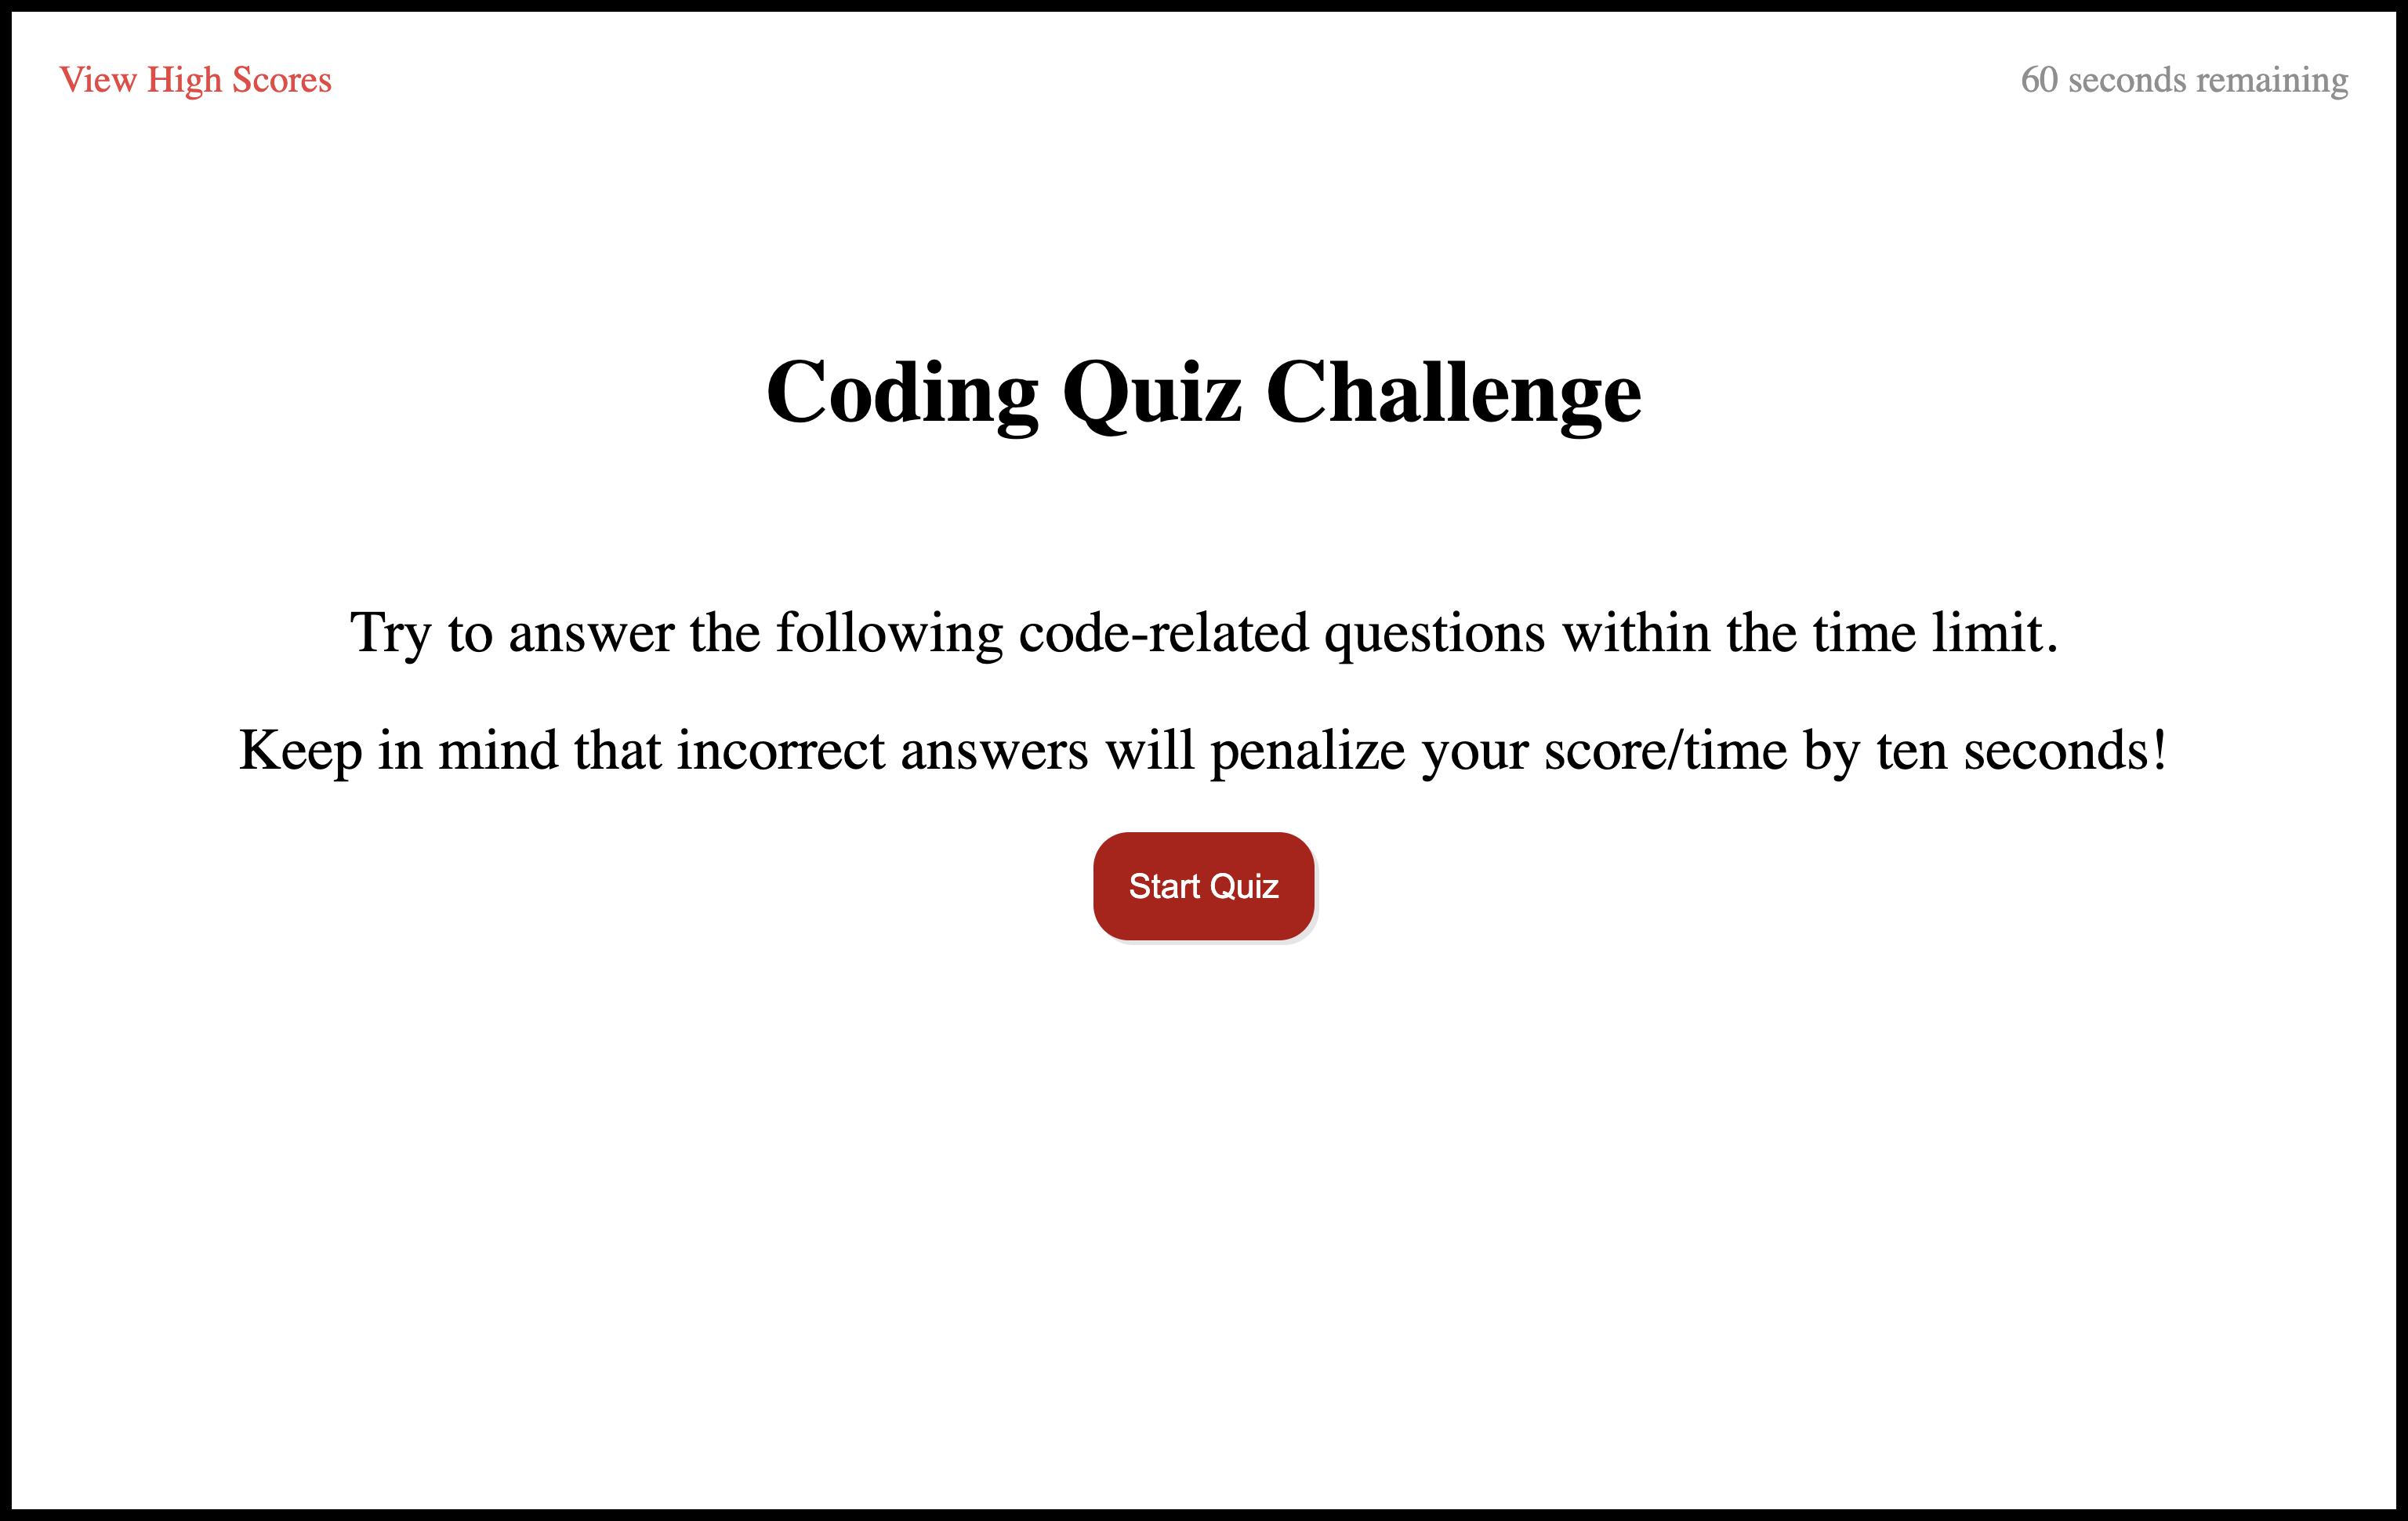 View High Scores
60 seconds remaining
Coding Quiz Challenge
Try to answer the following code-related questions within the time limit.
Keep in mind that incorrect answers will penalize your score/time by ten seconds!
Start Quiz